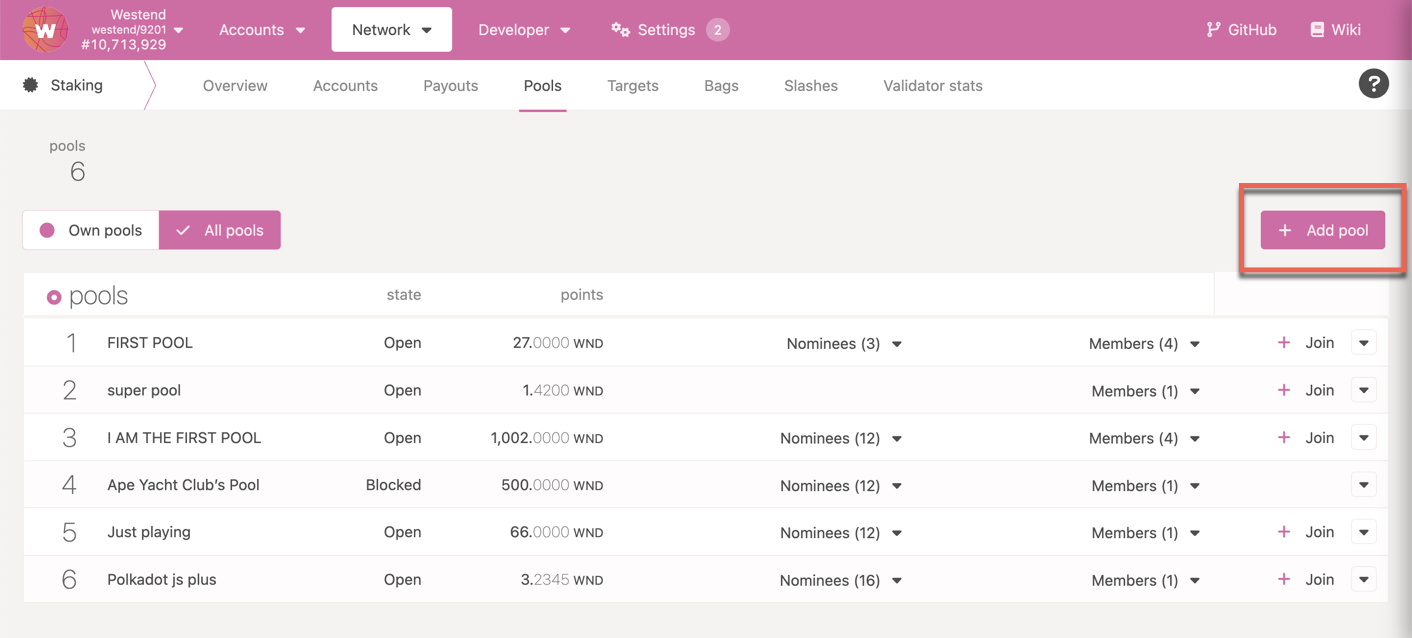 Westend
westend/9201
#10,713,929
Accounts
Network
Developer
Settings 2
GitHub
Wiki
W
Staking
Overview
Accounts
Payouts
Pools
Targets
Bags
Slashes
Validator stats
?
pools
6
Own pools
All pools
+ Add pool
pools state points
1 FIRST POOL Open 27.0000 WND Nominees (3) Members (4) + Join
2 super pool Open 1.4200 WND Members (1) + Join
3 I AM THE FIRST POOL Open 1,002.0000 WND Nominees (12) Members (4) + Join
4 Ape Yacht Club’s Pool Blocked 500.0000 WND Nominees (12) Members (1)
5 Just playing Open 66.0000 WND Nominees (12) Members (1) + Join
6 Polkadot js plus Open 3.2345 WND Nominees (16) Members (1) + Join